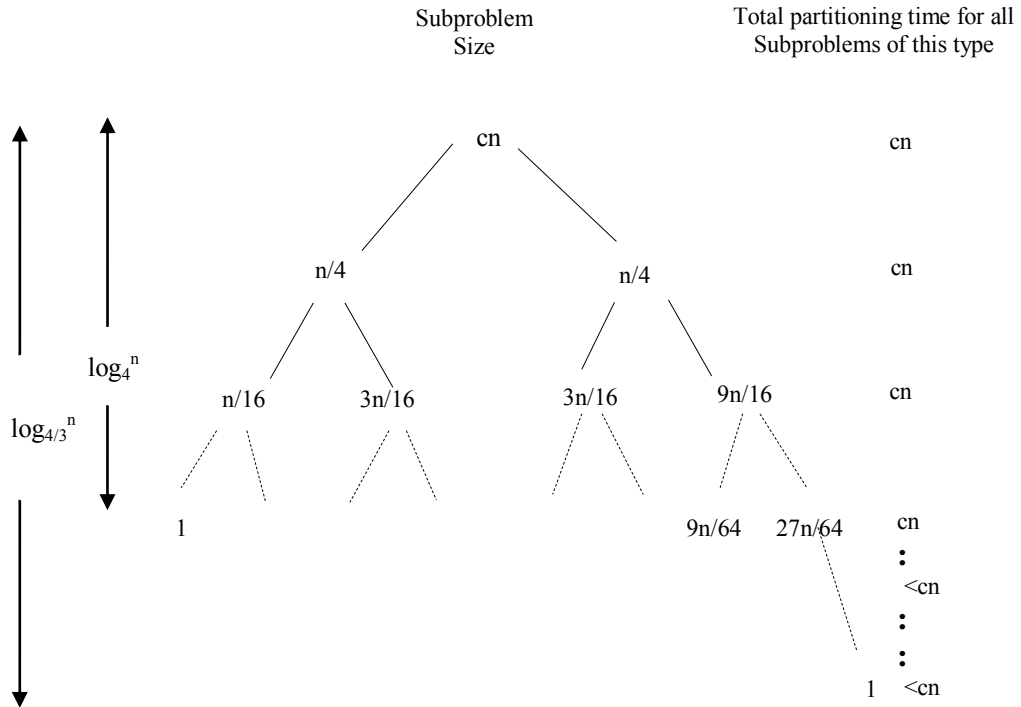 Subproblem
Size
Total partitioning time for all
Subproblems of this type
cn
cn
n/4
n/4
cn
log₄ⁿ
n/16
3n/16
3n/16
9n/16
cn
log₄/₃ⁿ
1
9n/64
27n/64
cn
:
<cn
:
:
1
<cn